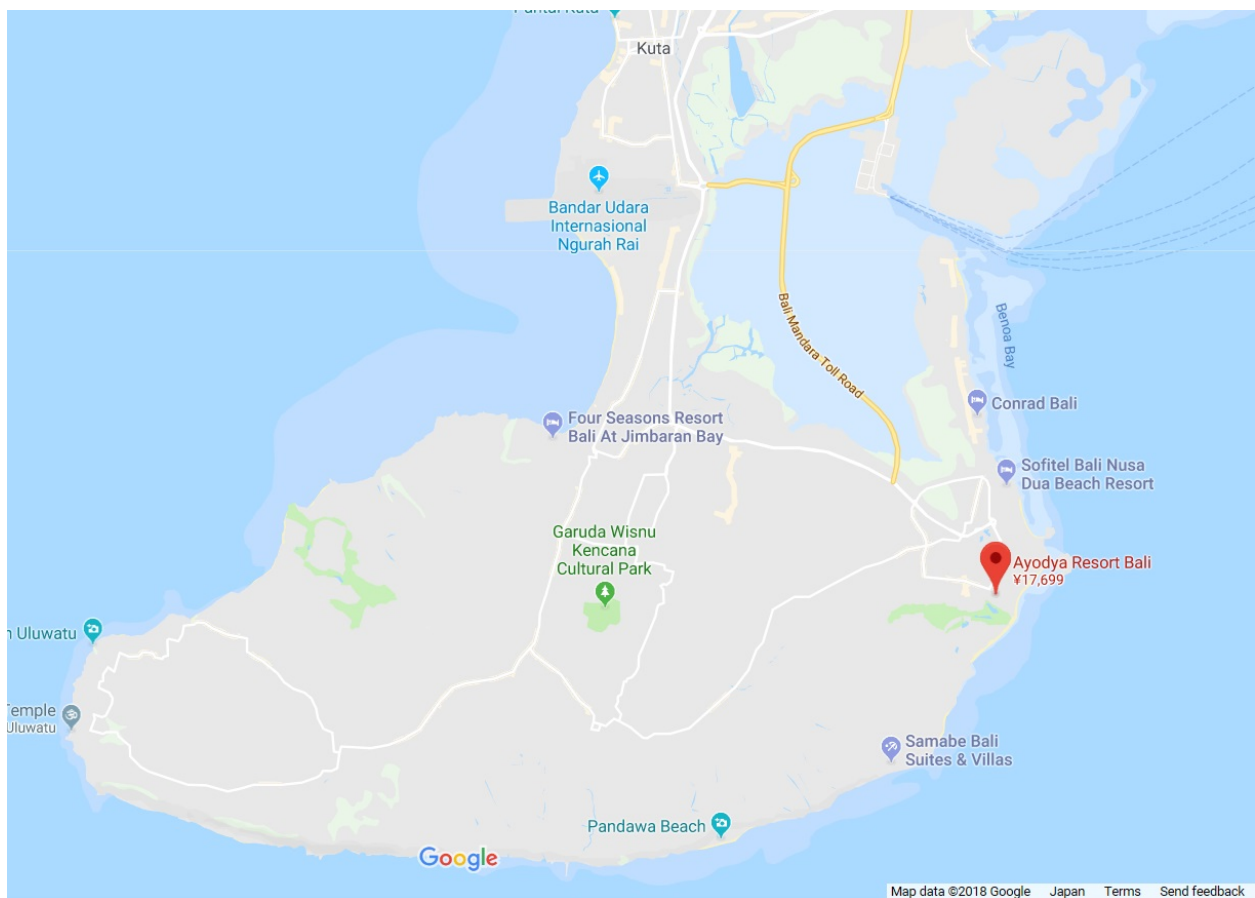 Kuta
Bandar Udara
Internasional
Ngurah Rai
Bali Mandara Toll Road
Benoa Bay
Conrad Bali
Four Seasons Resort
Bali At Jimbaran Bay
Sofitel Bali Nusa
Dua Beach Resort
Garuda Wisnu
Kencana
Cultural Park
Ayodya Resort Bali
¥17,699
Uluwatu
Temple
Uluwatu
Samabe Bali
Suites & Villas
Pandawa Beach
Google
Map data ©2018 Google Japan Terms Send feedback